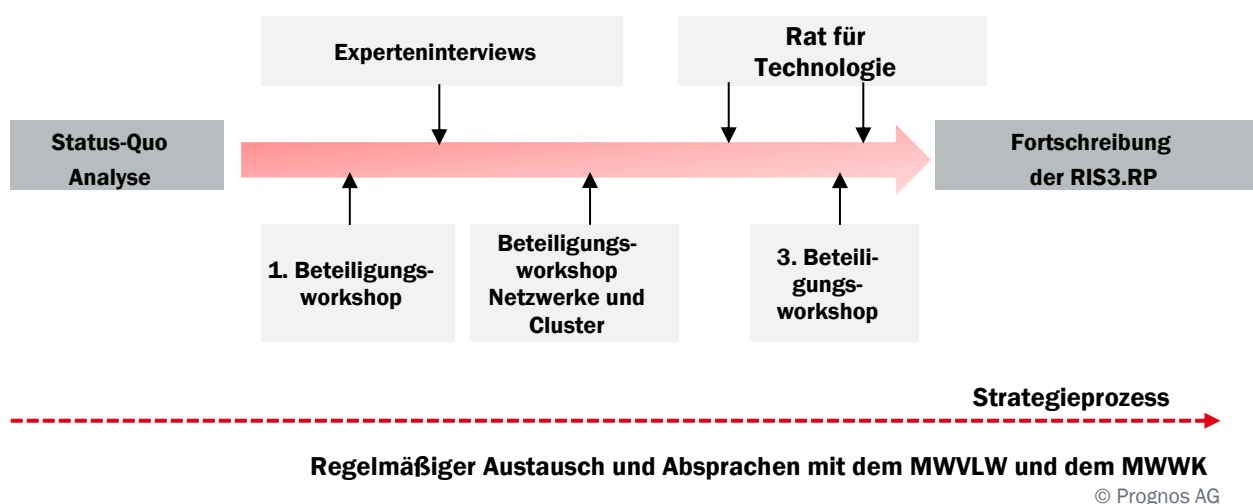 Experteninterviews
Rat für
Technologie
Status-Quo
Analyse
Fortschreibung
der RIS3.RP
1. Beteiligungs-
workshop
Beteiligungs-
workshop
Netzwerke und
Cluster
3. Beteili-
gungs-
workshop
Strategieprozess
Regelmäßiger Austausch und Absprachen mit dem MWVLW und dem MWWK
© Prognos AG